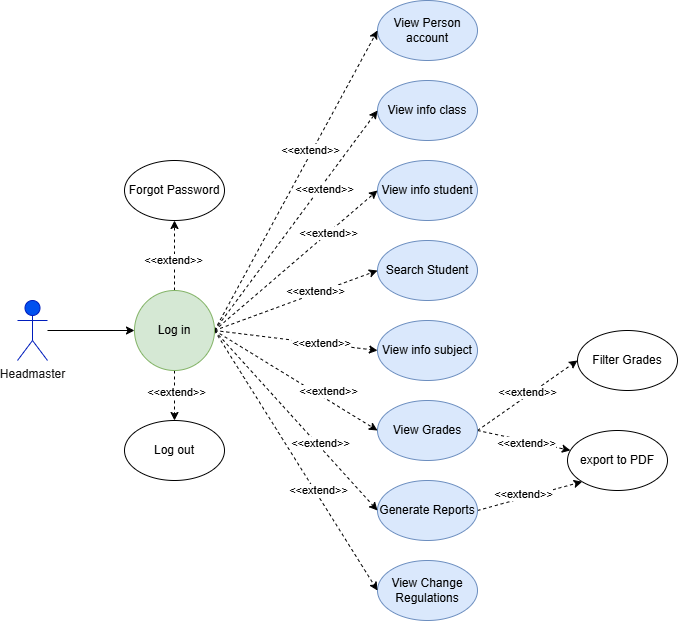 View Person
account
View info class
<<extend>>
Forgot Password
<<extend>>
View info student
<<extend>>
<<extend>>
Search Student
<<extend>>
Log in
<<extend>>
View info subject
Filter Grades
Headmaster
<<extend>>
<<extend>>
<<extend>>
View Grades
<<extend>>
<<extend>>
Log out
export to PDF
<<extend>>
<<extend>>
Generate Reports
View Change
Regulations